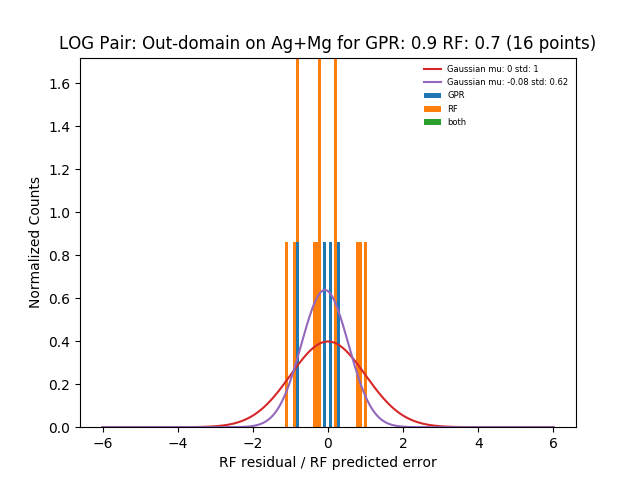 LOG Pair: Out-domain on Ag+Mg for GPR: 0.9 RF: 0.7 (16 points)
Gaussian mu: 0 std: 1
Gaussian mu: -0.08 std: 0.62
GPR
RF
both
Normalized Counts
1.6
1.4
1.2
1.0
0.8
0.6
0.4
0.2
0.0
−6 −4 −2 0 2 4 6
RF residual / RF predicted error